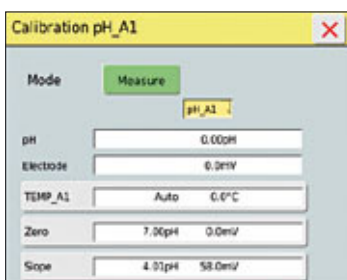 Calibration pH_A1
Mode Measure
pH_A1
pH 0.00pH
Electrode 0.0mV
TEMP_A1 Auto 0.0°C
Zero 7.00pH 0.0mV
Slope 4.01pH 58.0mV